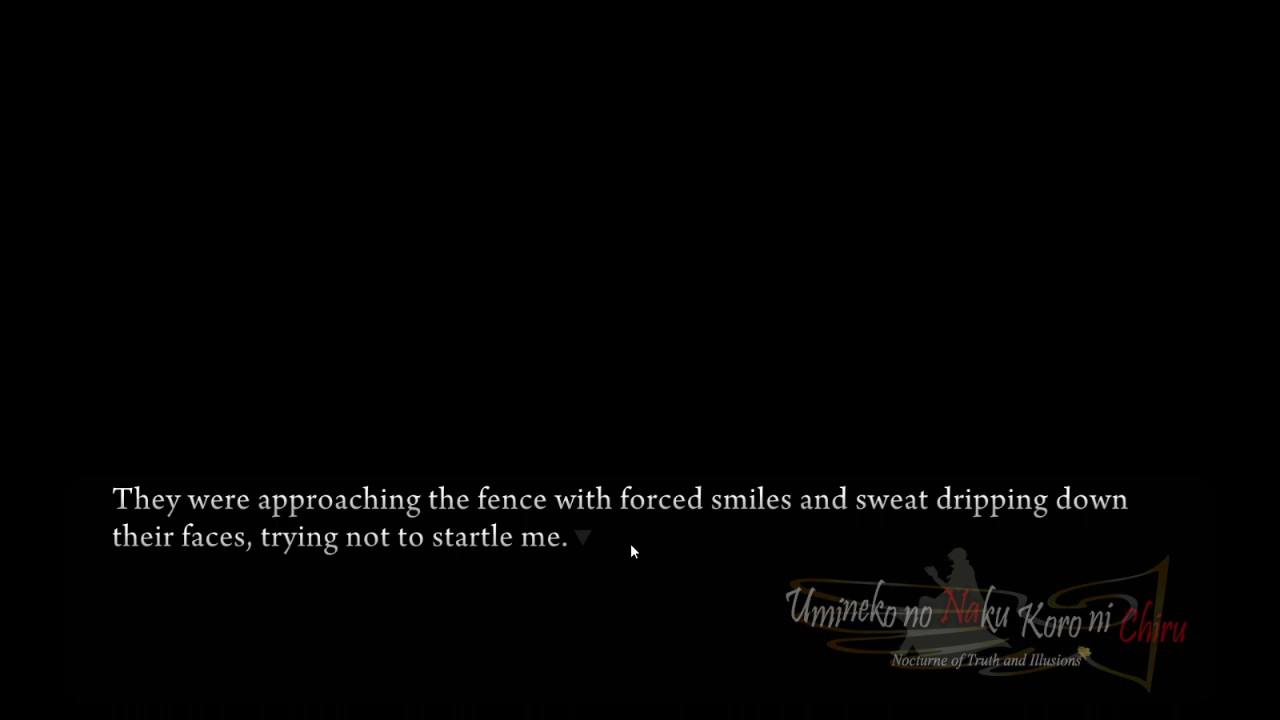 They were approaching the fence with forced smiles and sweat dripping down
their faces, trying not to startle me.
Umineko no Naku Koro ni Chiru
Nocturne of Truth and Illusions